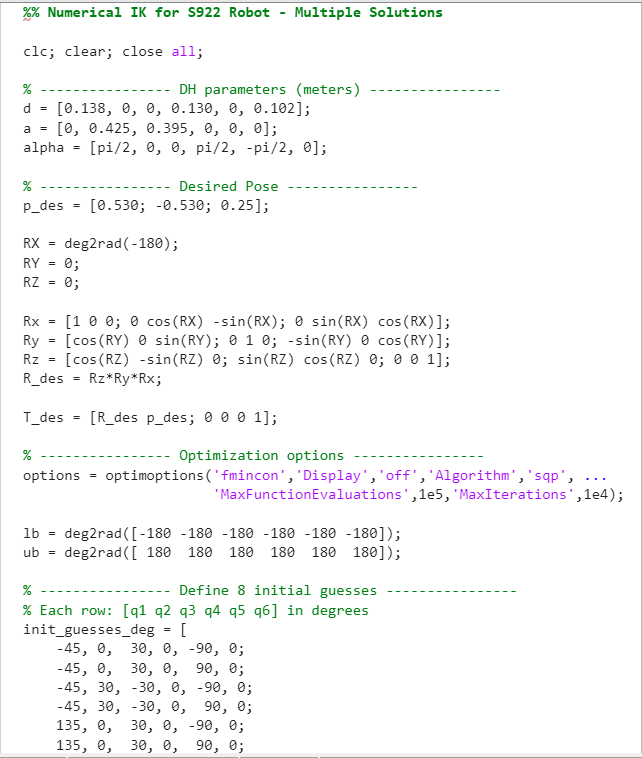 %% Numerical IK for S922 Robot - Multiple Solutions
clc; clear; close all;
% ---------------- DH parameters (meters) ----------------
d = [0.138, 0, 0, 0.130, 0, 0.102];
a = [0, 0.425, 0.395, 0, 0, 0];
alpha = [pi/2, 0, 0, pi/2, -pi/2, 0];
% ---------------- Desired Pose ----------------
p_des = [0.530; -0.530; 0.25];
RX = deg2rad(-180);
RY = 0;
RZ = 0;
Rx = [1 0 0; 0 cos(RX) -sin(RX); 0 sin(RX) cos(RX)];
Ry = [cos(RY) 0 sin(RY); 0 1 0; -sin(RY) 0 cos(RY)];
Rz = [cos(RZ) -sin(RZ) 0; sin(RZ) cos(RZ) 0; 0 0 1];
R_des = Rz*Ry*Rx;
T_des = [R_des p_des; 0 0 0 1];
% ---------------- Optimization options ----------------
options = optimoptions('fmincon','Display','off','Algorithm','sqp', ...
'MaxFunctionEvaluations',1e5,'MaxIterations',1e4);
lb = deg2rad([-180 -180 -180 -180 -180 -180]);
ub = deg2rad([ 180  180  180  180  180  180]);
% ---------------- Define 8 initial guesses ----------------
% Each row: [q1 q2 q3 q4 q5 q6] in degrees
init_guesses_deg = [
-45, 0,  30, 0, -90, 0;
-45, 0,  30, 0,  90, 0;
-45, 30, -30, 0, -90, 0;
-45, 30, -30, 0,  90, 0;
135, 0,  30, 0, -90, 0;
135, 0,  30, 0,  90, 0;